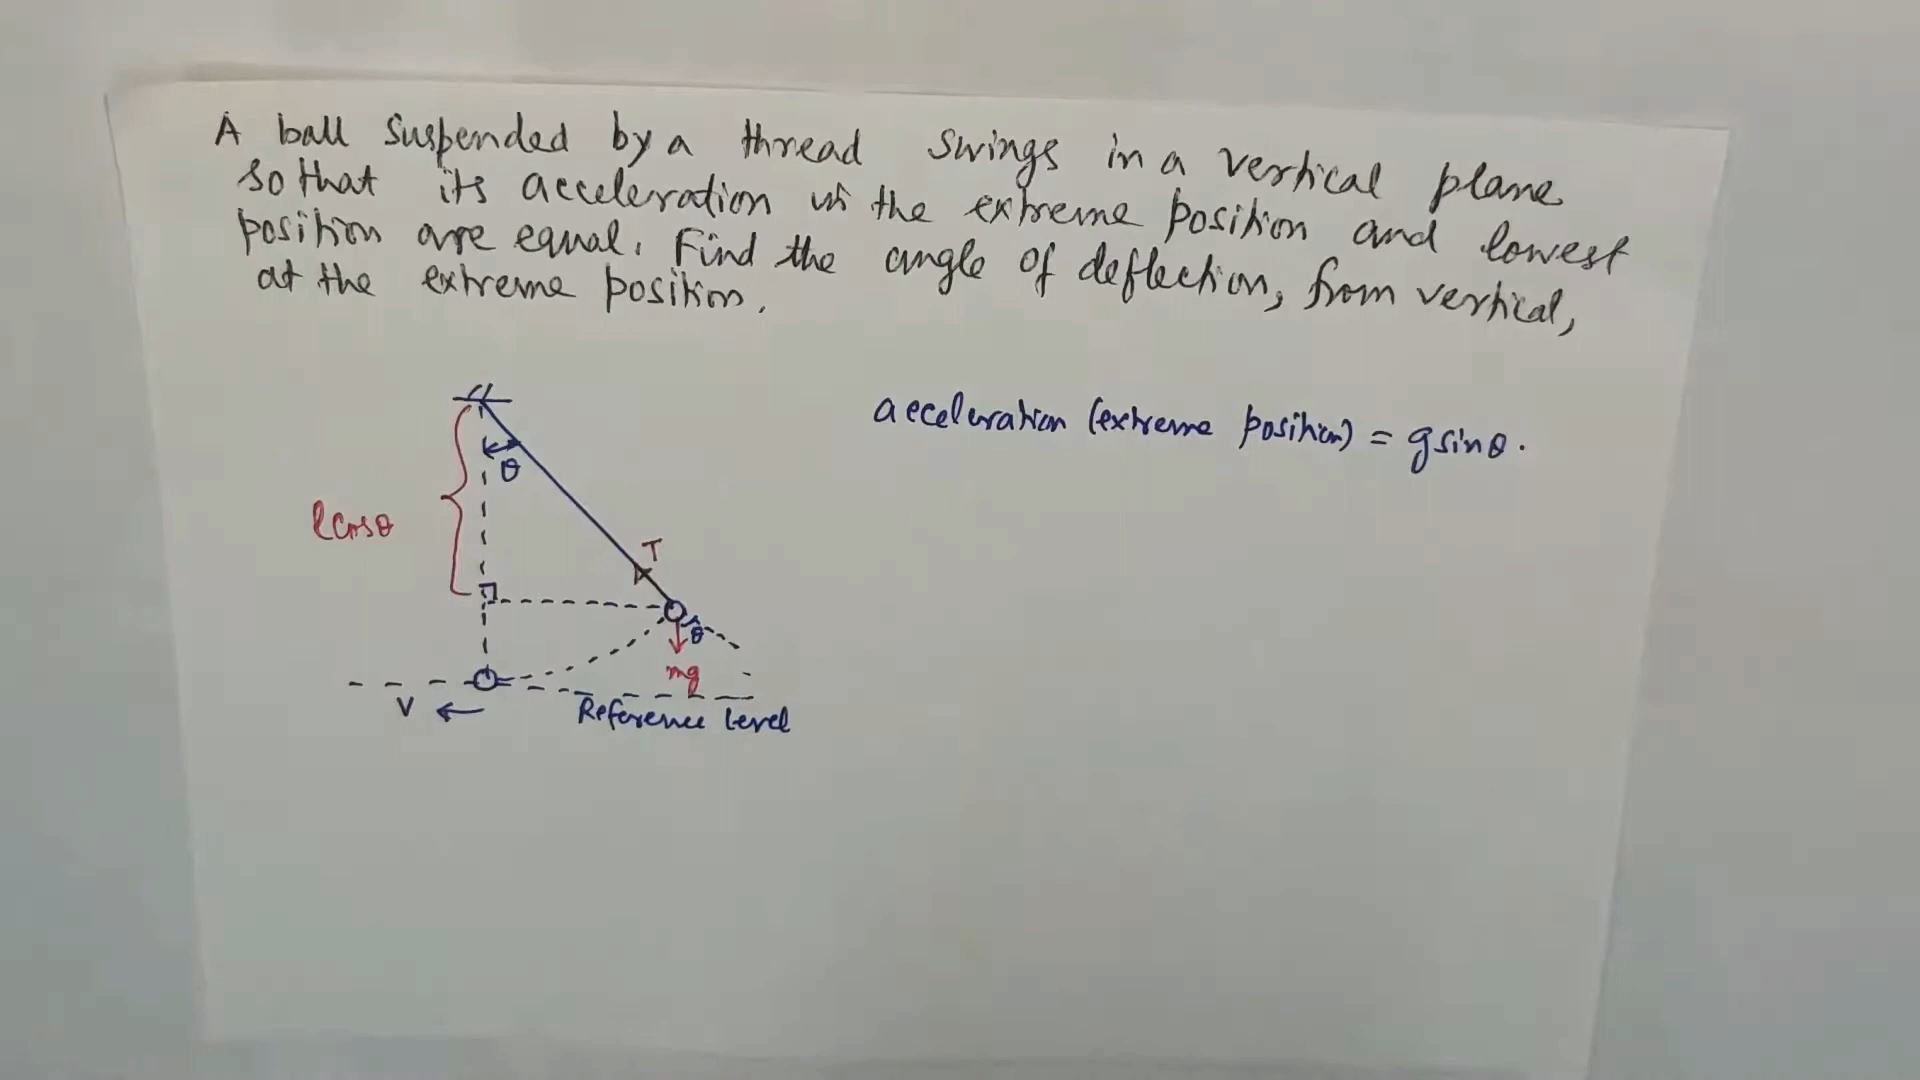 A ball suspended by a thread swings in a vertical plane
so that its acceleration in the extreme position and lowest
position are equal. Find the angle of deflection, from vertical,
at the extreme position.
acceleration (extreme position) = g sinθ.
θ
l cosθ
T
θ
mg
V
Reference level